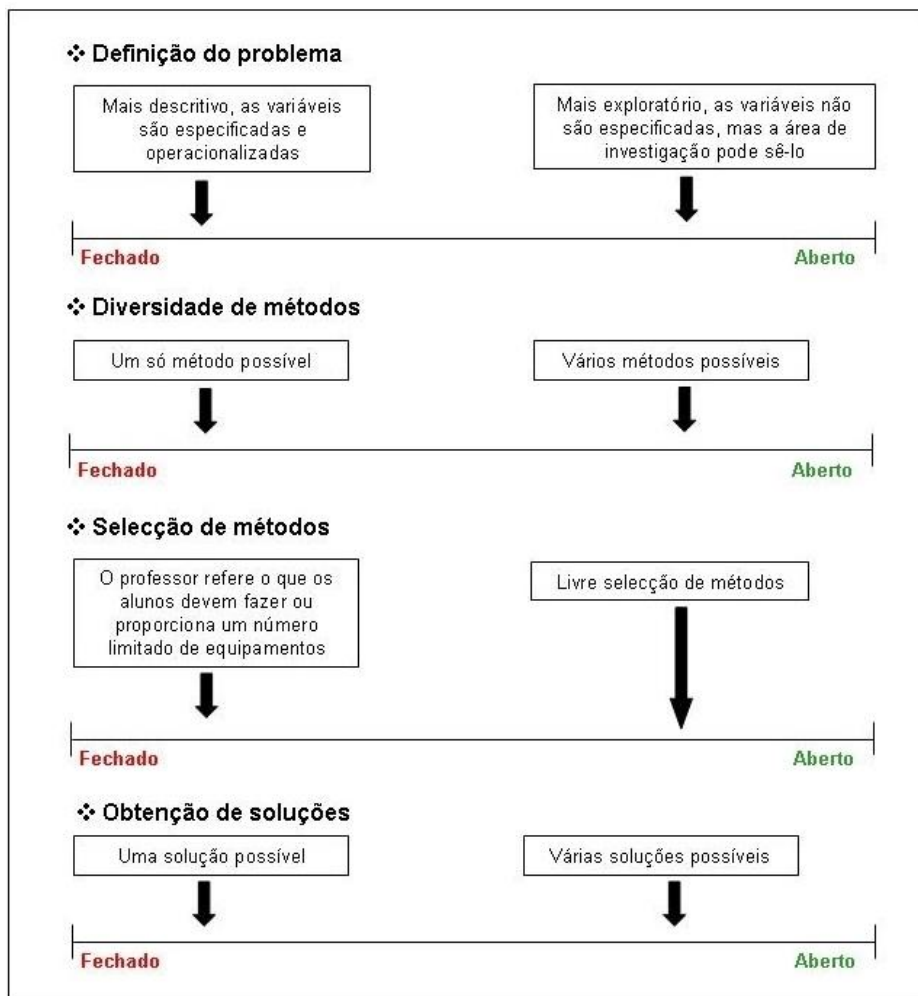 ❖ Definição do problema
Mais descritivo, as variáveis
são especificadas e
operacionalizadas
Mais exploratório, as variáveis não
são especificadas, mas a área de
investigação pode sê-lo
Fechado
Aberto
❖ Diversidade de métodos
Um só método possível
Vários métodos possíveis
Fechado
Aberto
❖ Selecção de métodos
O professor refere o que os
alunos devem fazer ou
proporciona um número
limitado de equipamentos
Livre selecção de métodos
Fechado
Aberto
❖ Obtenção de soluções
Uma solução possível
Várias soluções possíveis
Fechado
Aberto